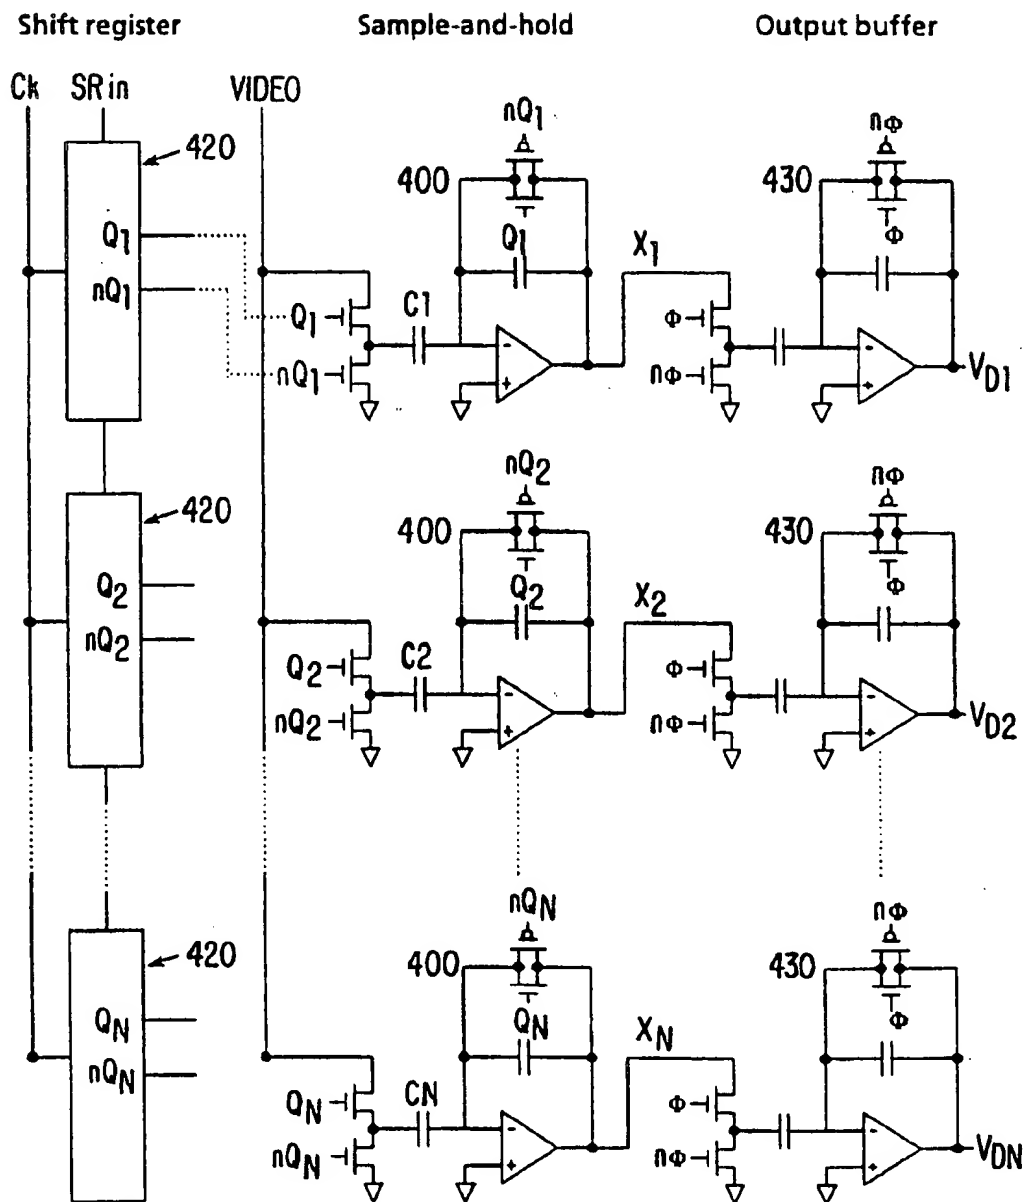 Shift register Sample-and-hold Output buffer
Ck SRin VIDEO
nQ1 nΦ
420 400 430
Q1 Q1 Φ
nQ1 X1
C1
Q1 Φ
nQ1 nΦ
- -
+ +
VD1
nQ2 nΦ
420 400 430
Q2 Q2 Φ
nQ2 X2
C2
Q2 Φ
nQ2 nΦ
- -
+ +
VD2
nQN nΦ
420 400 430
QN QN Φ
nQN XN
CN
QN Φ
nQN nΦ
- -
+ +
VDN